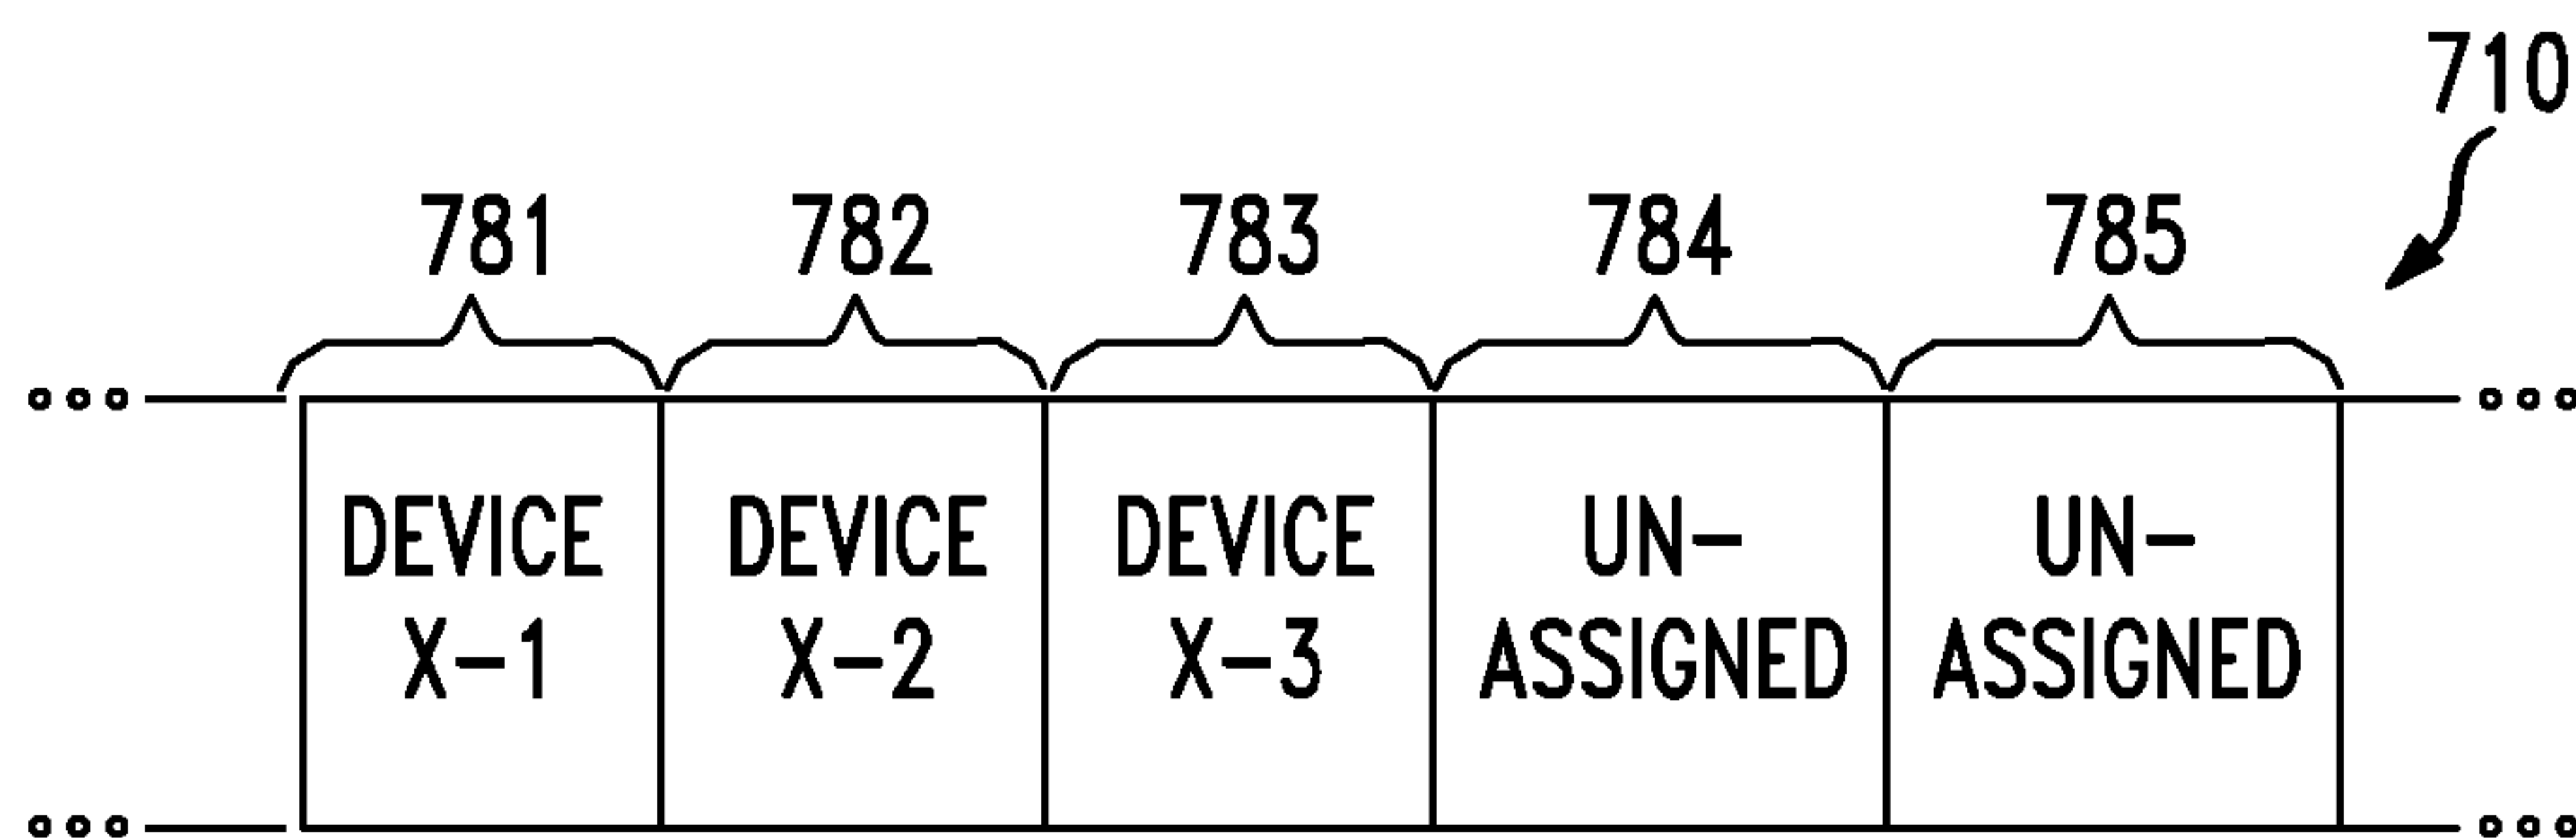 710
781 782 783 784 785
DEVICE DEVICE DEVICE UN- UN-
X-1 X-2 X-3 ASSIGNED ASSIGNED